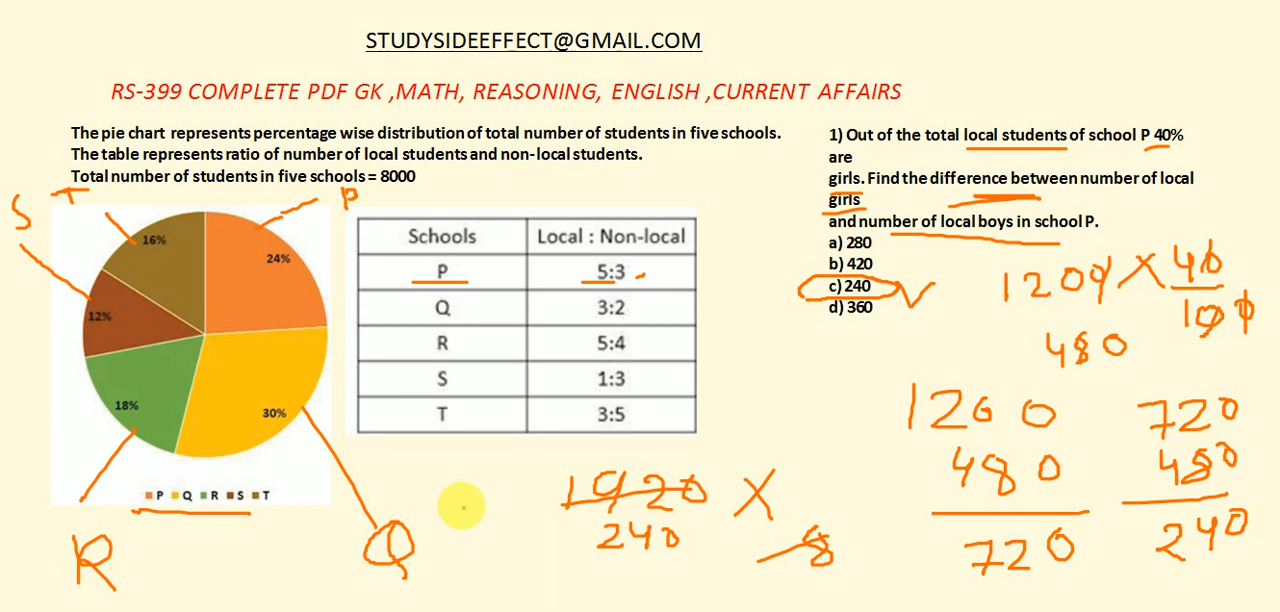 STUDYSIDEEFFECT@GMAIL.COM
RS-399 COMPLETE PDF GK ,MATH, REASONING, ENGLISH ,CURRENT AFFAIRS
The pie chart represents percentage wise distribution of total number of students in five schools.
The table represents ratio of number of local students and non-local students.
Total number of students in five schools = 8000
S T P
16%
24%
12%
18%
30%
P Q R S T
R Q
Schools Local : Non-local
P 5:3
Q 3:2
R 5:4
S 1:3
T 3:5
1) Out of the total local students of school P 40%
are
girls. Find the difference between number of local
girls
and number of local boys in school P.
a) 280
b) 420
c) 240
d) 360
1200 X 40
100
480
1200
480
720
720
480
240
1920 X
240
8